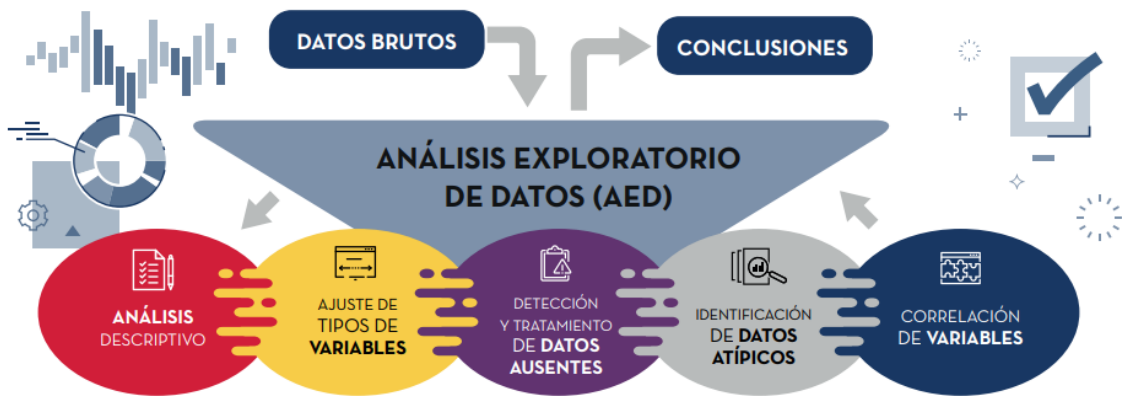 DATOS BRUTOS
CONCLUSIONES
ANÁLISIS EXPLORATORIO
DE DATOS (AED)
ANÁLISIS
DESCRIPTIVO
AJUSTE DE
TIPOS DE
VARIABLES
DETECCIÓN
Y TRATAMIENTO
DE DATOS
AUSENTES
IDENTIFICACIÓN
DE DATOS
ATÍPICOS
CORRELACIÓN
DE VARIABLES